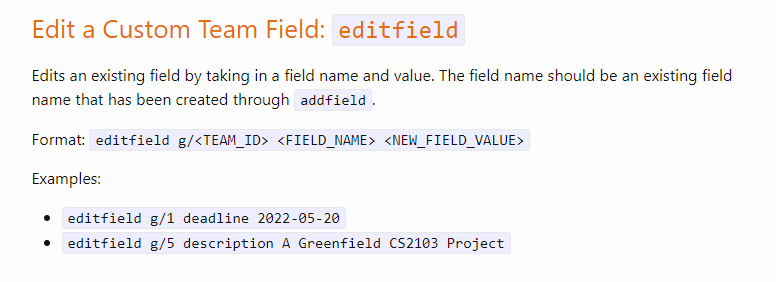 Edit a Custom Team Field: editfield
Edits an existing field by taking in a field name and value. The field name should be an existing field
name that has been created through addfield.
Format: editfield g/<TEAM_ID> <FIELD_NAME> <NEW_FIELD_VALUE>
Examples:
• editfield g/1 deadline 2022-05-20
• editfield g/5 description A Greenfield CS2103 Project